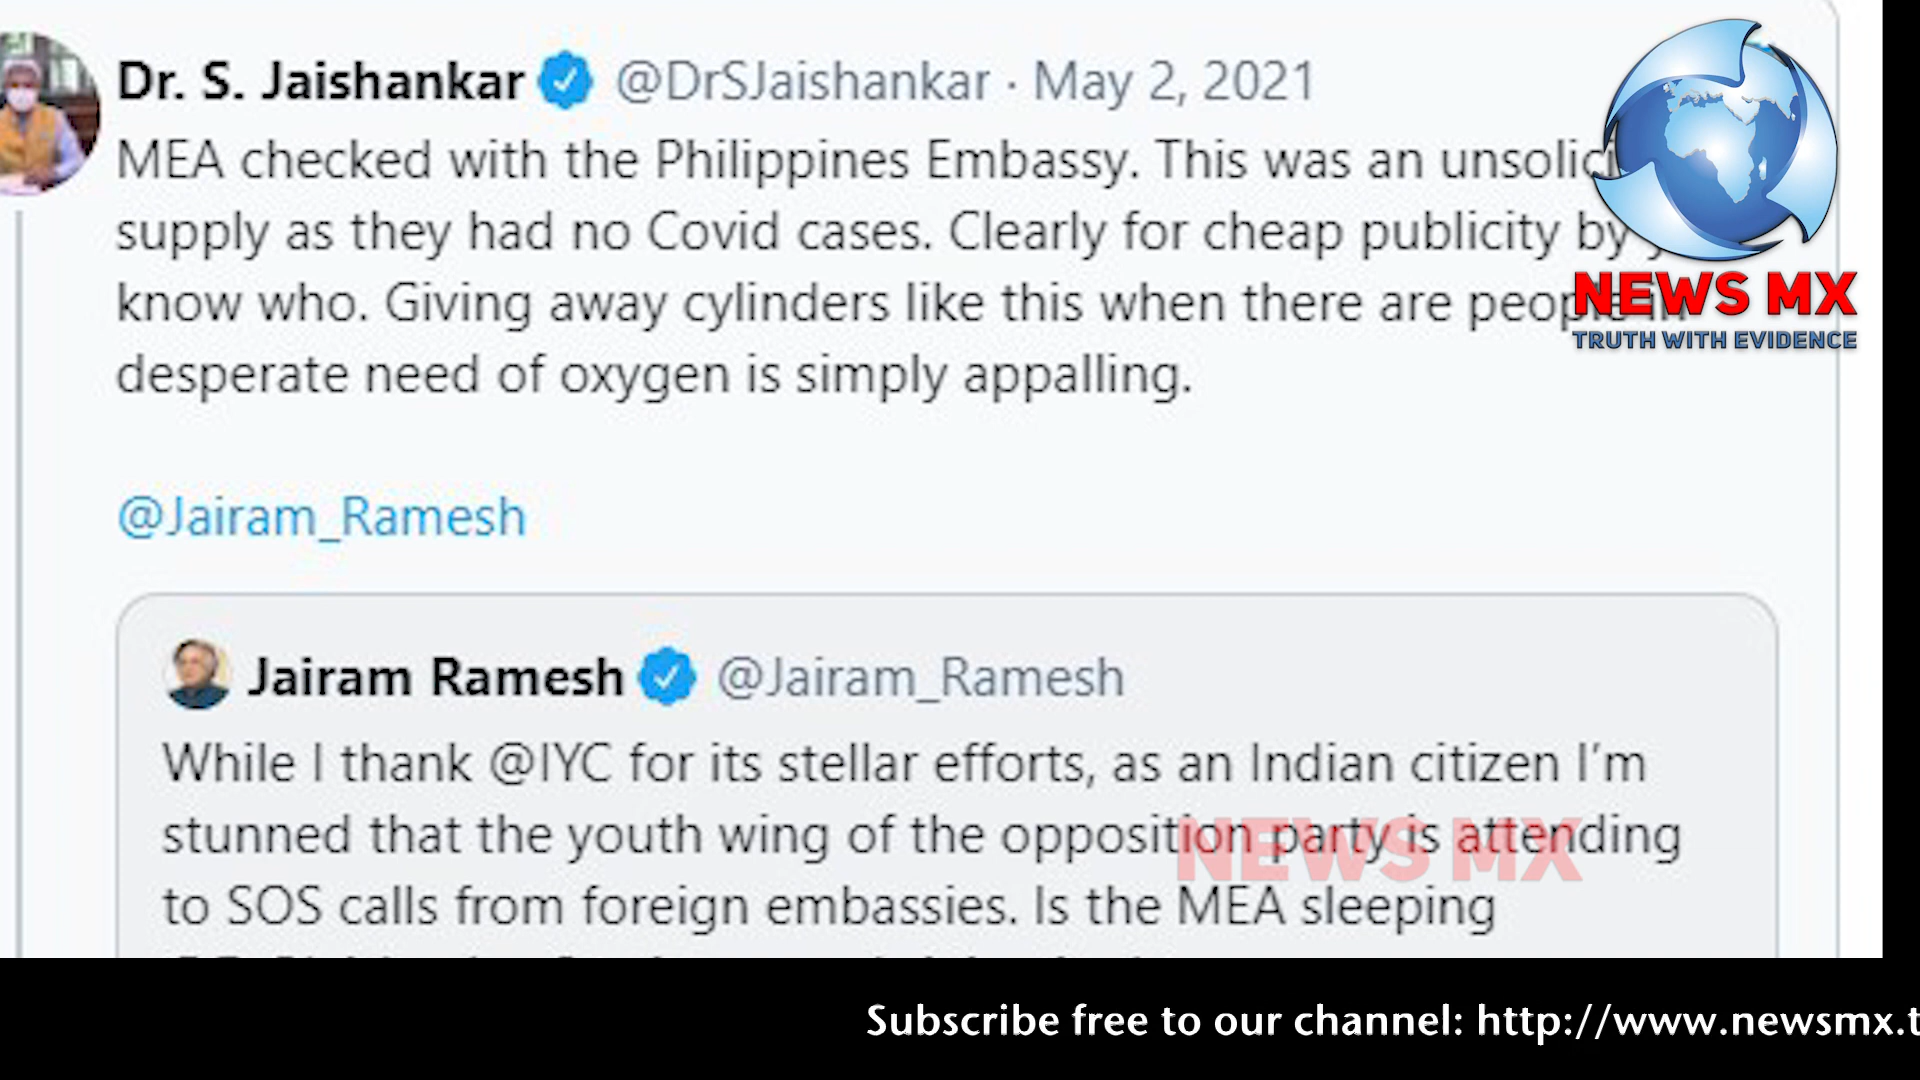 Dr. S. Jaishankar @DrSJaishankar · May 2, 2021
MEA checked with the Philippines Embassy. This was an
supply as they had no Covid cases. Clearly for cheap publicity by
know who. Giving away cylinders like this when there are people in
desperate need of oxygen is simply appalling.
@Jairam_Ramesh
Jairam Ramesh @Jairam_Ramesh
While I thank @IYC for its stellar efforts, as an Indian citizen I'm
stunned that the youth wing of the opposition party is attending
to SOS calls from foreign embassies. Is the MEA sleeping
NEWS MX
TRUTH WITH EVIDENCE
NEWS MX
Subscribe free to our channel: http://www.newsmx.t